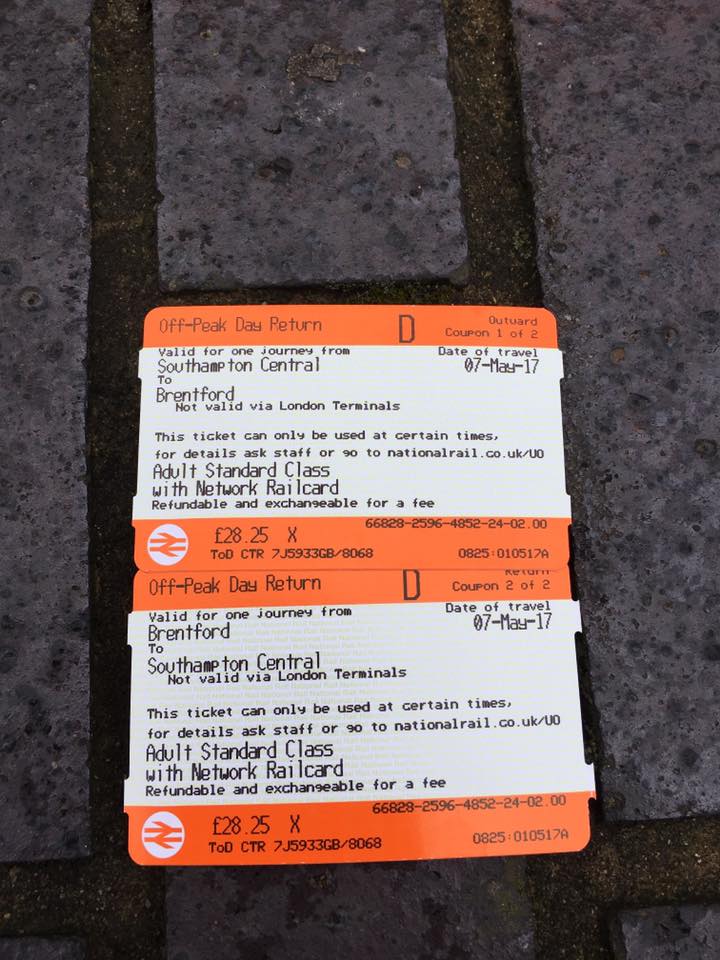 Off-Peak Day Return D Outward
Coupon 1 of 2
Valid for one journey from Date of travel
Southampton Central 07-May-17
To
Brentford
Not valid via London Terminals
This ticket can only be used at certain times,
for details ask staff or go to nationalrail.co.uk/UO
Adult Standard Class
with Network Railcard
Refundable and exchangeable for a fee
66828-2596-4852-24-02.00
£28.25 X
ToD CTR 7J5933GB/8068 0825:010517A
Off-Peak Day Return D Return
Coupon 2 of 2
Valid for one journey from Date of travel
Brentford 07-May-17
To
Southampton Central
Not valid via London Terminals
This ticket can only be used at certain times,
for details ask staff or go to nationalrail.co.uk/UO
Adult Standard Class
with Network Railcard
Refundable and exchangeable for a fee
66828-2596-4852-24-02.00
£28.25 X
ToD CTR 7J5933GB/8068 0825:010517A